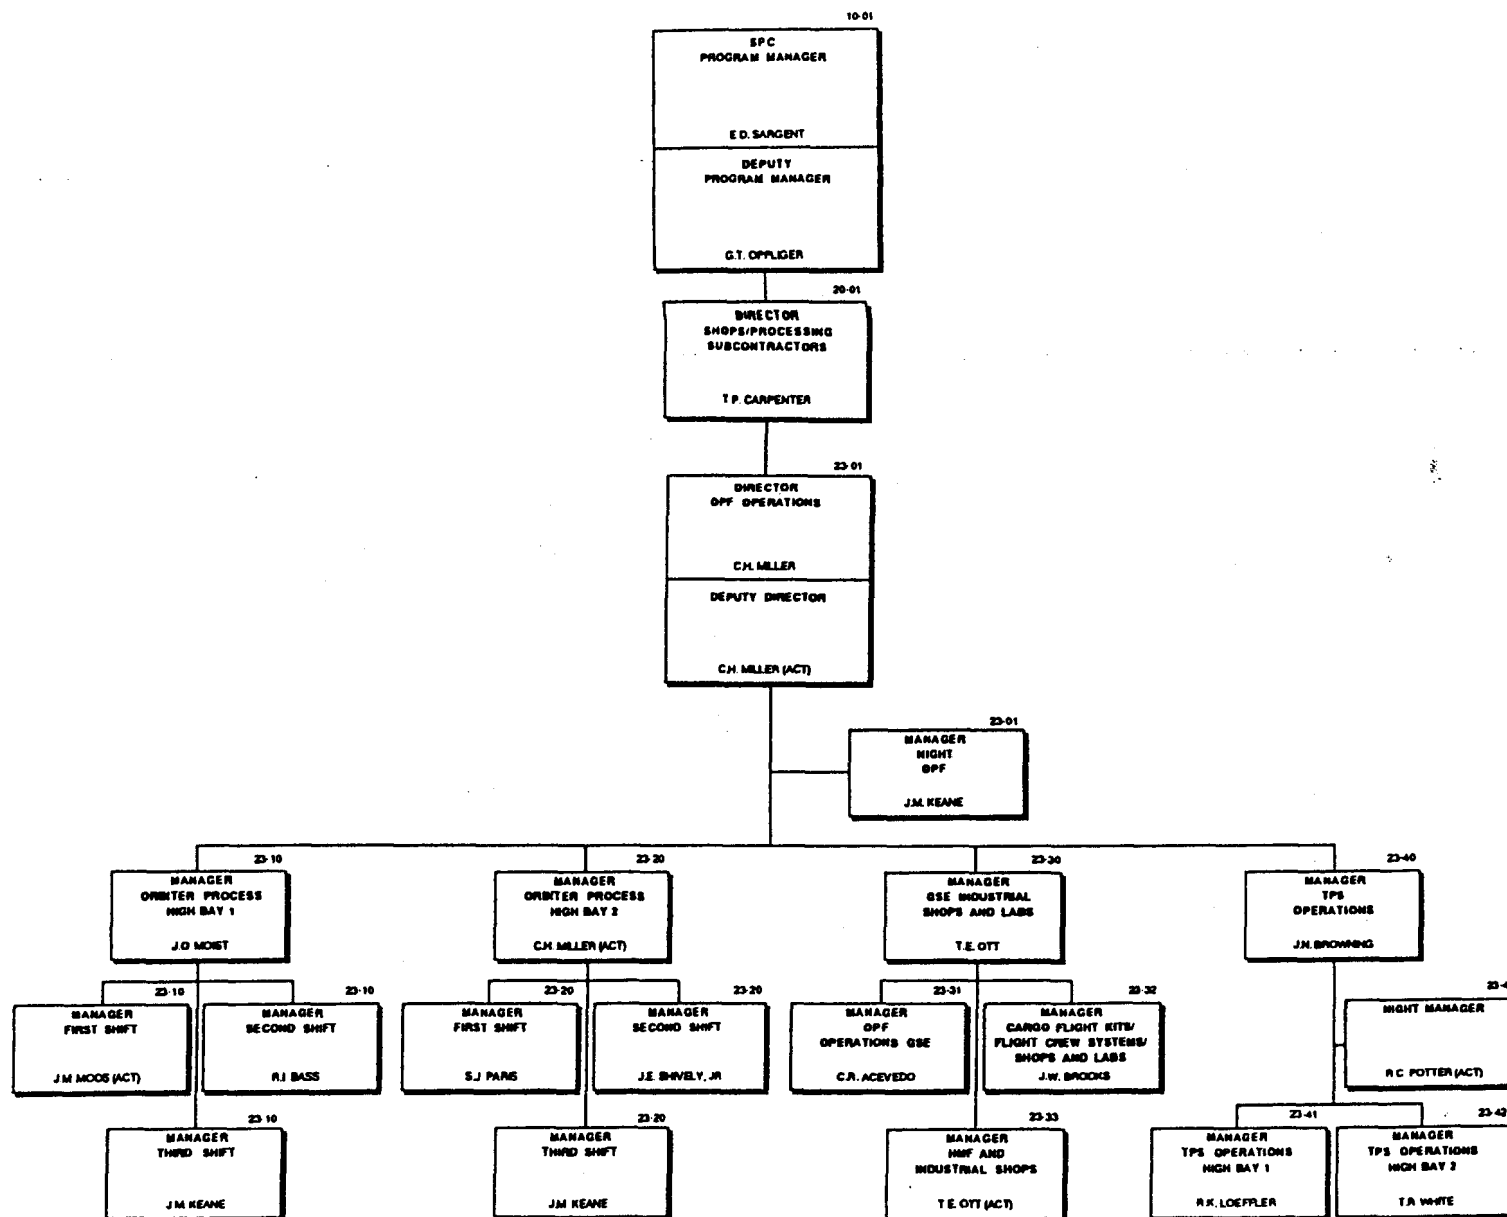 10-01
SPC
PROGRAM MANAGER
E.D. SARGENT
DEPUTY
PROGRAM MANAGER
G.T. OPPLIGER
20-01
DIRECTOR
SHOPS/PROCESSING
SUBCONTRACTORS
T.P. CARPENTER
23-01
DIRECTOR
OPF OPERATIONS
C.H. MILLER
DEPUTY DIRECTOR
C.H. MILLER (ACT)
23-01
MANAGER
NIGHT
OPF
J.M. KEANE
23-10
MANAGER
ORBITER PROCESS
HIGH BAY 1
J.O. MOIST
23-20
MANAGER
ORBITER PROCESS
HIGH BAY 2
C.H. MILLER (ACT)
23-30
MANAGER
GSE INDUSTRIAL
SHOPS AND LABS
T.E. OTT
23-40
MANAGER
TPS
OPERATIONS
J.N. BROWNING
23-10
MANAGER
FIRST SHIFT
J.M. MOOS (ACT)
23-10
MANAGER
SECOND SHIFT
R.I. BASS
23-20
MANAGER
FIRST SHIFT
S.J. PARIS
23-20
MANAGER
SECOND SHIFT
J.E. SHIVELY, JR
23-31
MANAGER
OPF
OPERATIONS GSE
C.R. ACEVEDO
23-32
MANAGER
CARGO FLIGHT KITS/
FLIGHT CREW SYSTEMS/
SHOPS AND LABS
J.W. BROOKS
23-4
NIGHT MANAGER
R.C. POTTER (ACT)
23-10
MANAGER
THIRD SHIFT
J.M. KEANE
23-20
MANAGER
THIRD SHIFT
J.M. KEANE
23-33
MANAGER
HMF AND
INDUSTRIAL SHOPS
T.E. OTT (ACT)
23-41
MANAGER
TPS OPERATIONS
HIGH BAY 1
R.K. LOEFFLER
23-42
MANAGER
TPS OPERATIONS
HIGH BAY 2
T.R. WHITE